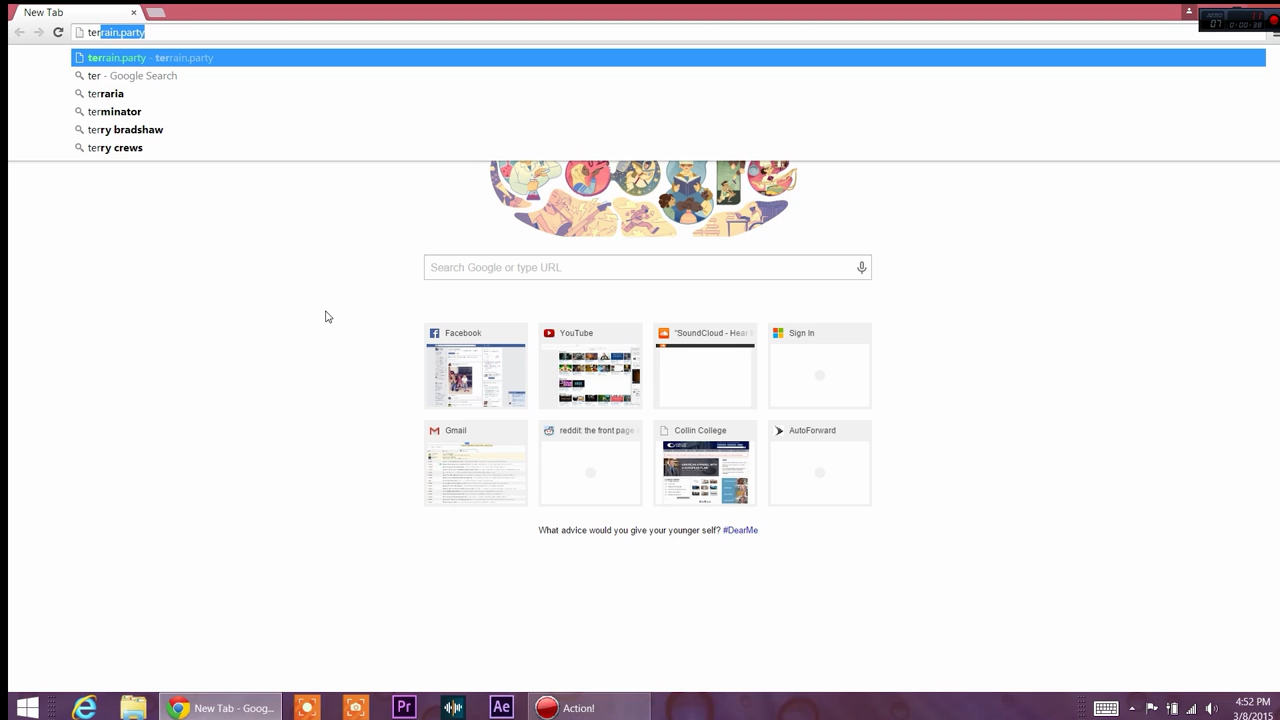 New Tab
terrain.party
terrain.party - terrain.party
ter - Google Search
terraria
terminator
terry bradshaw
terry crews
Search Google or type URL
Facebook
YouTube
"SoundCloud - Hear
Sign In
Gmail
reddit: the front page
Collin College
AutoForward
What advice would you give your younger self? #DearMe
New Tab - Goog...
Pr
Ae
Action!
4:52 PM
3/8/2015